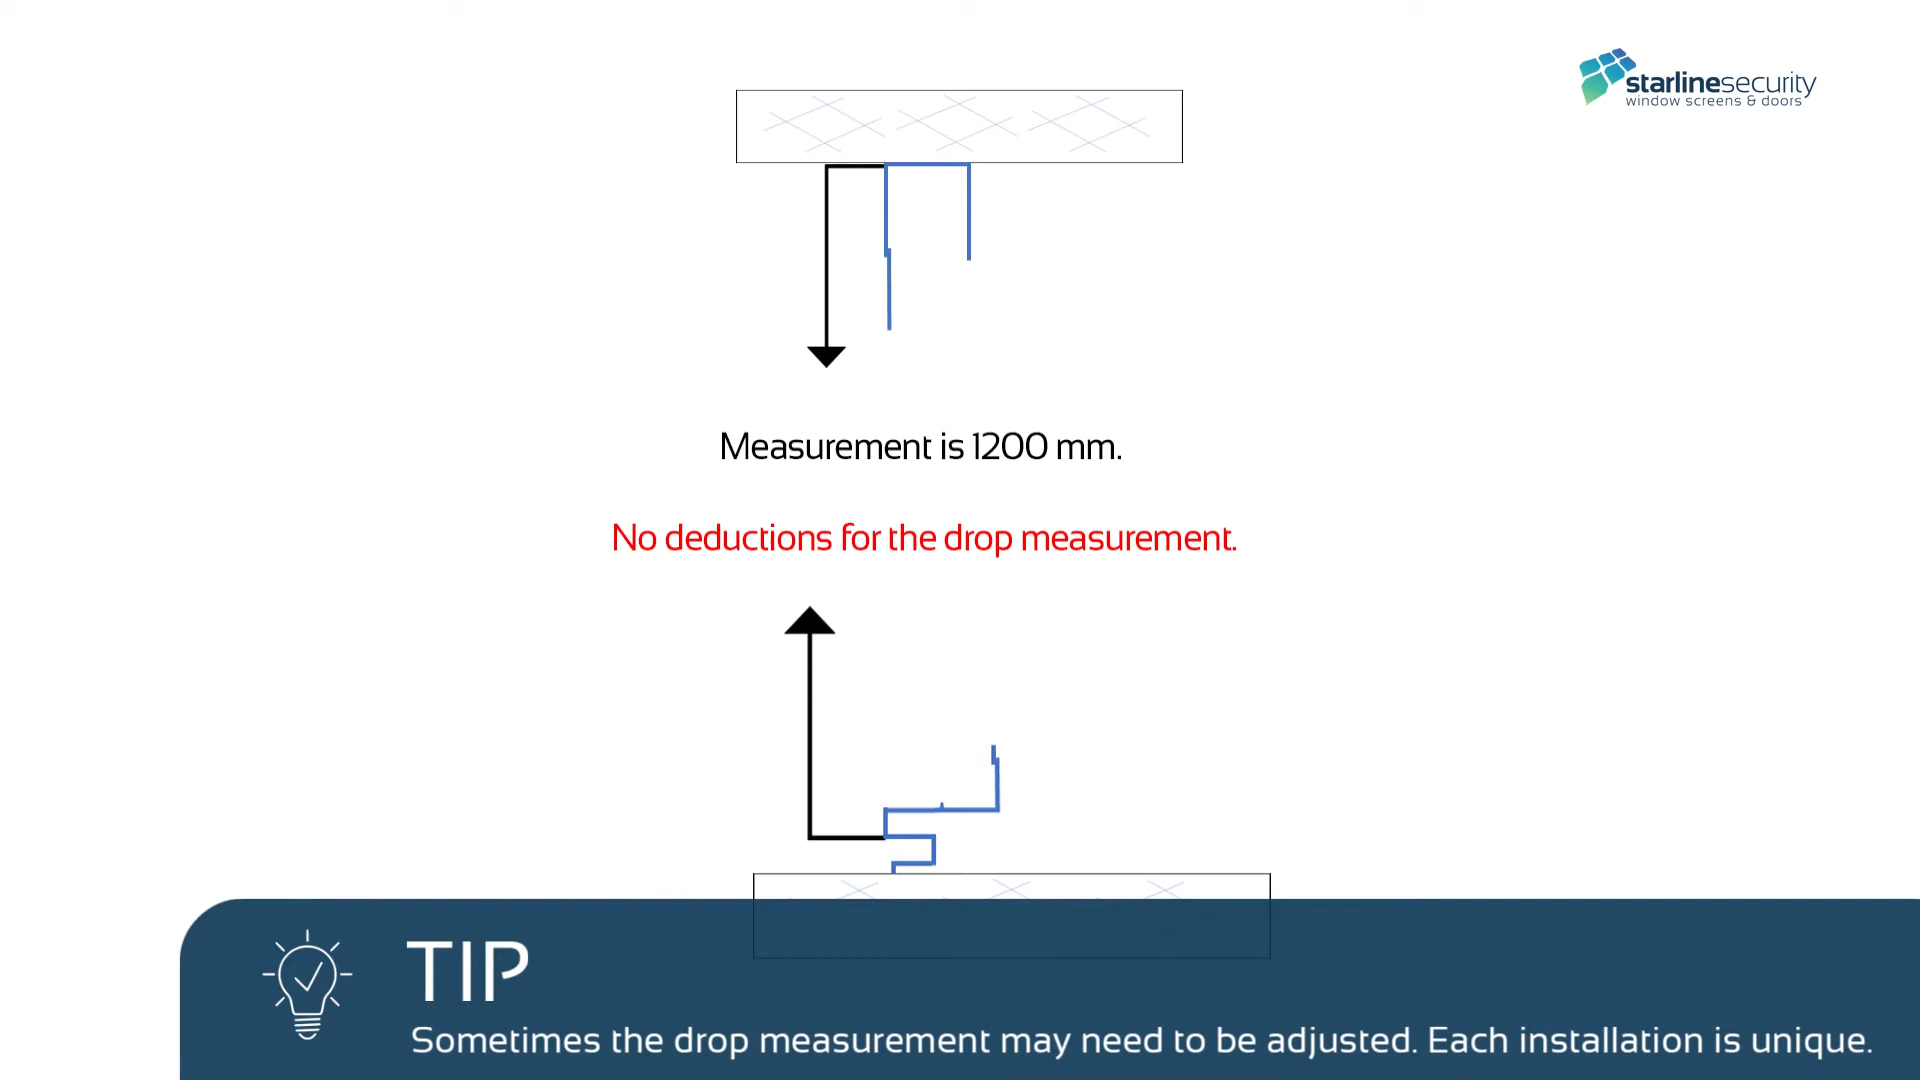 starlinesecurity
window screens & doors
Measurement is 1200 mm.
No deductions for the drop measurement.
TIP
Sometimes the drop measurement may need to be adjusted. Each installation is unique.